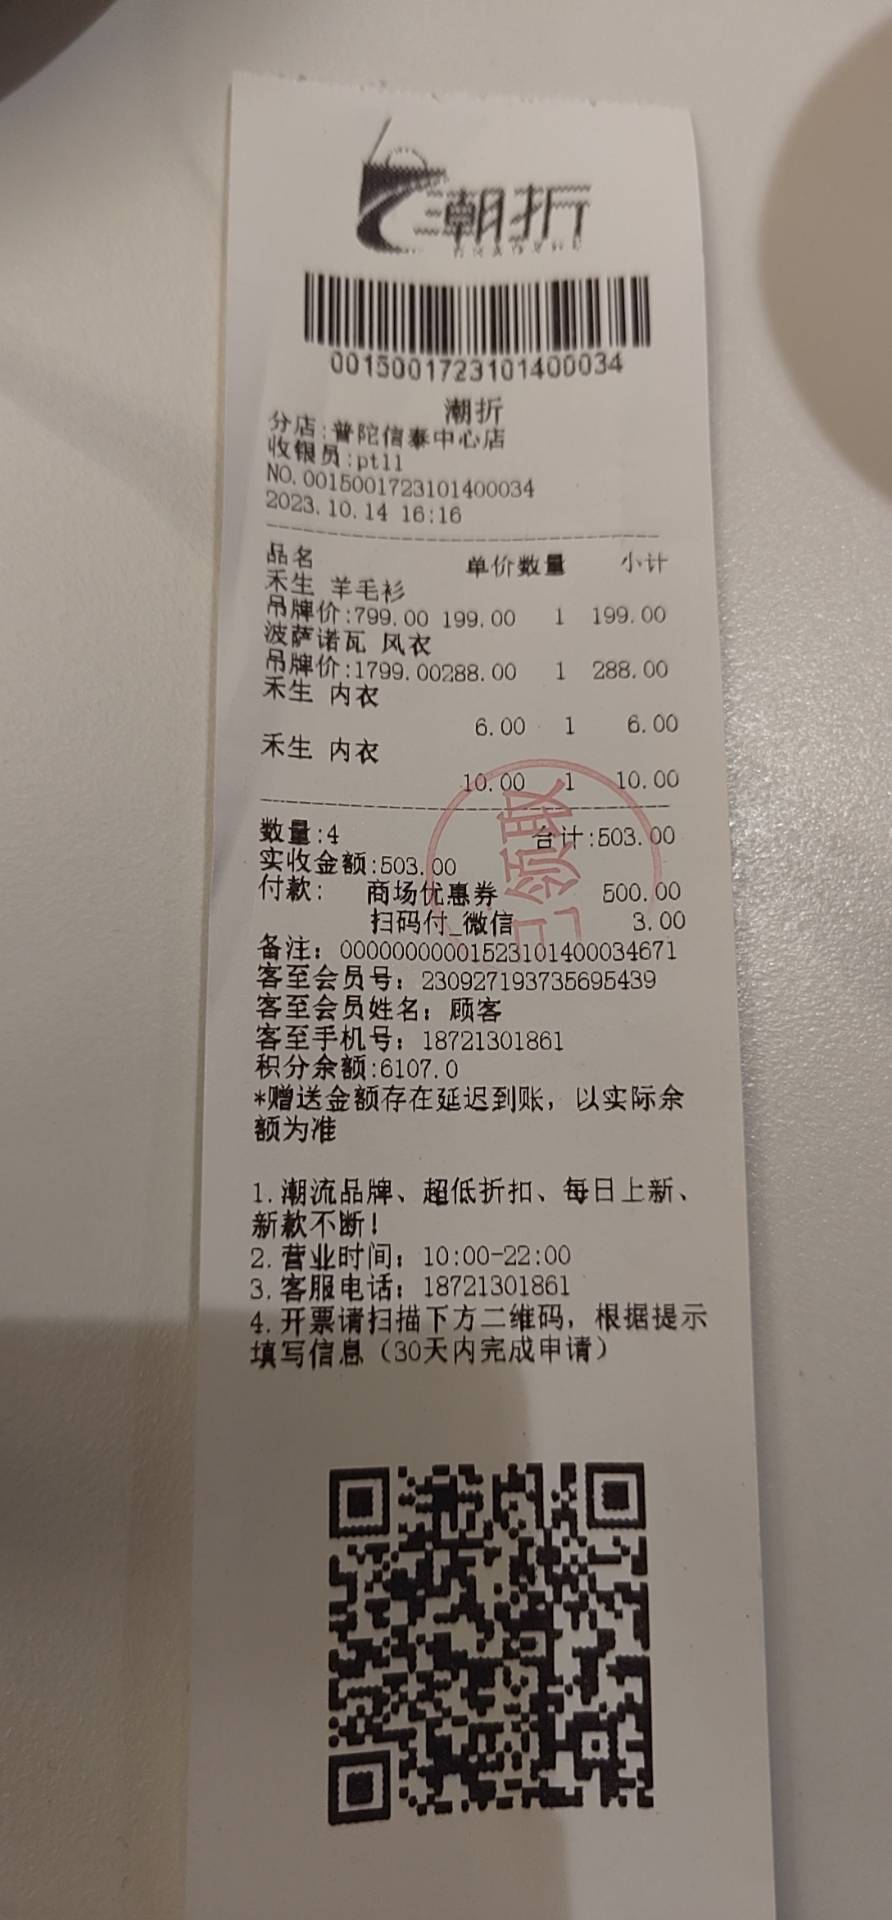 潮折
0015001723101400034
潮折
分店:普陀信泰中心店
收银员:pt11
NO.0015001723101400034
2023.10.14 16:16
品名 单价数量 小计
禾生 羊毛衫
吊牌价:799.00 199.00 1 199.00
波萨诺瓦 风衣
吊牌价:1799.00288.00 1 288.00
禾生 内衣
6.00 1 6.00
禾生 内衣
10.00 1 10.00
数量:4 合计:503.00
实收金额:503.00
付款: 商场优惠券 500.00
扫码付_微信 3.00
已领取
备注: 00000000001523101400034671
客至会员号: 230927193735695439
客至会员姓名: 顾客
客至手机号: 18721301861
积分余额:6107.0
*赠送金额存在延迟到账, 以实际余
额为准
1.潮流品牌、超低折扣、每日上新、
新款不断!
2.营业时间: 10:00-22:00
3.客服电话: 18721301861
4.开票请扫描下方二维码, 根据提示
填写信息（30天内完成申请）